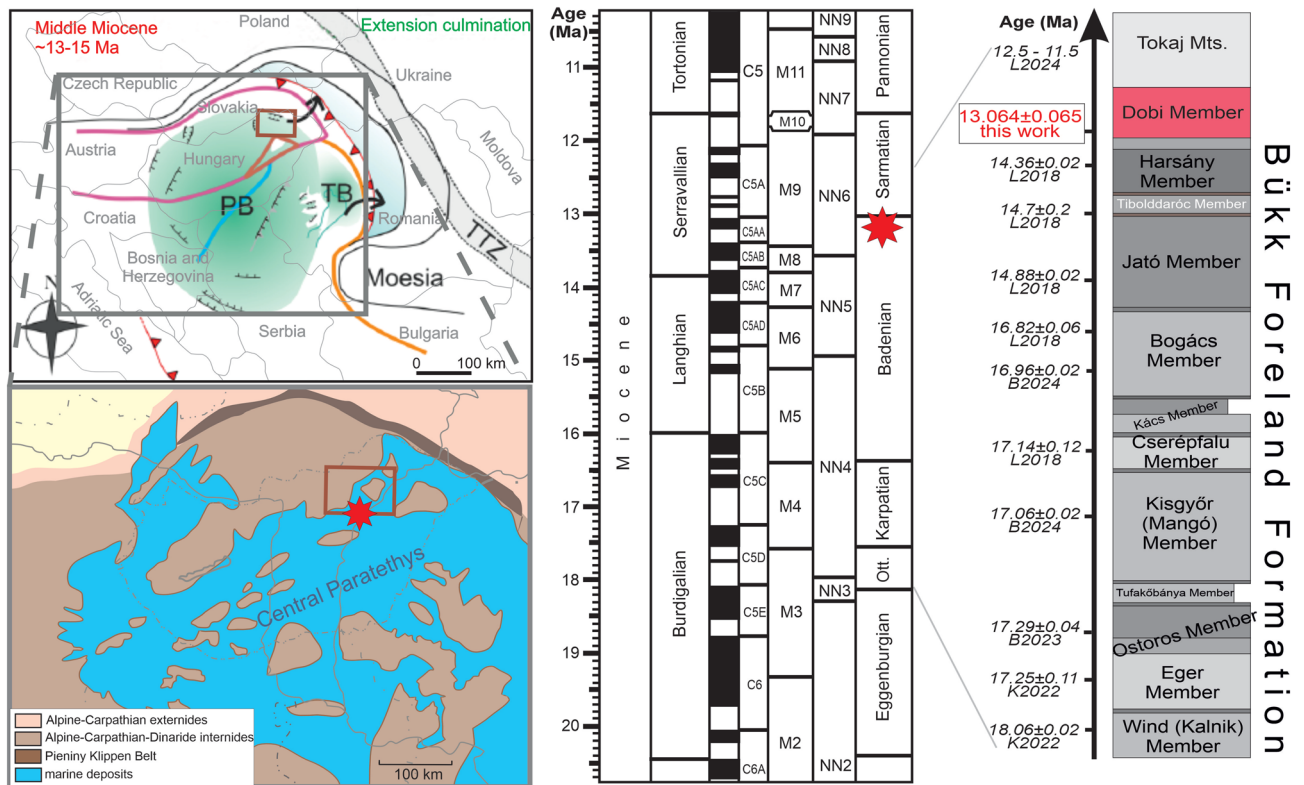 Middle Miocene
~13-15 Ma
Poland
Extension culmination
Czech Republic
Ukraine
Slovakia
Moldova
Austria
Hungary
PB
TB
Croatia
Romania
TTZ
Bosnia and
Herzegovina
Moesia
N
Adriatic Sea
Serbia
Bulgaria
0
100 km
Central Paratethys
Alpine-Carpathian externides
Alpine-Carpathian-Dinaride internides
Pieniny Klippen Belt
marine deposits
100 km
Age
(Ma)
11
12
13
14
15
16
17
18
19
20
Miocene
Tortonian
Serravallian
Langhian
Burdigalian
C5
C5A
C5AA
C5AB
C5AC
C5AD
C5B
C5C
C5D
C5E
C6
C6A
M11
M10
M9
M8
M7
M6
M5
M4
M3
M2
NN9
NN8
NN7
NN6
NN5
NN4
NN3
NN2
Pannonian
Sarmatian
Badenian
Karpatian
Ott.
Eggenburgian
Age (Ma)
12.5 - 11.5
L2024
13.064±0.065
this work
14.36±0.02
L2018
14.7±0.2
L2018
14.88±0.02
L2018
16.82±0.06
L2018
16.96±0.02
B2024
17.14±0.12
L2018
17.06±0.02
B2024
17.29±0.04
B2023
17.25±0.11
K2022
18.06±0.02
K2022
Tokaj Mts.
Dobi Member
Harsány
Member
Tibolddaróc Member
Jató Member
Bogács
Member
Kács Member
Cserépfalu
Member
Kisgyőr
(Mangó)
Member
Tufakőbánya Member
Ostoros Member
Eger
Member
Wind (Kalnik)
Member
Bükk Foreland Formation